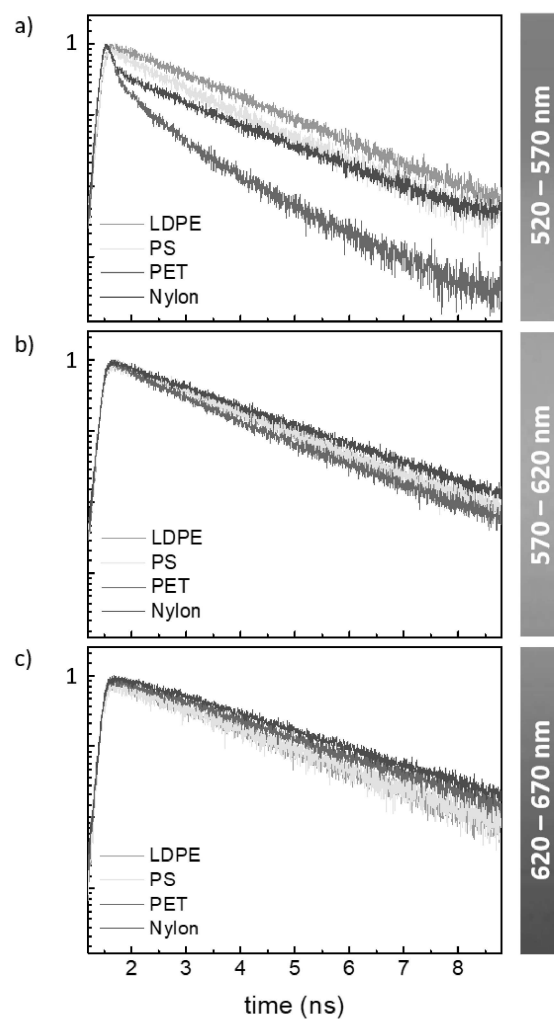 a)
1
LDPE
PS
PET
Nylon
520 – 570 nm
b)
1
LDPE
PS
PET
Nylon
570 – 620 nm
c)
1
LDPE
PS
PET
Nylon
620 – 670 nm
2 3 4 5 6 7 8
time (ns)